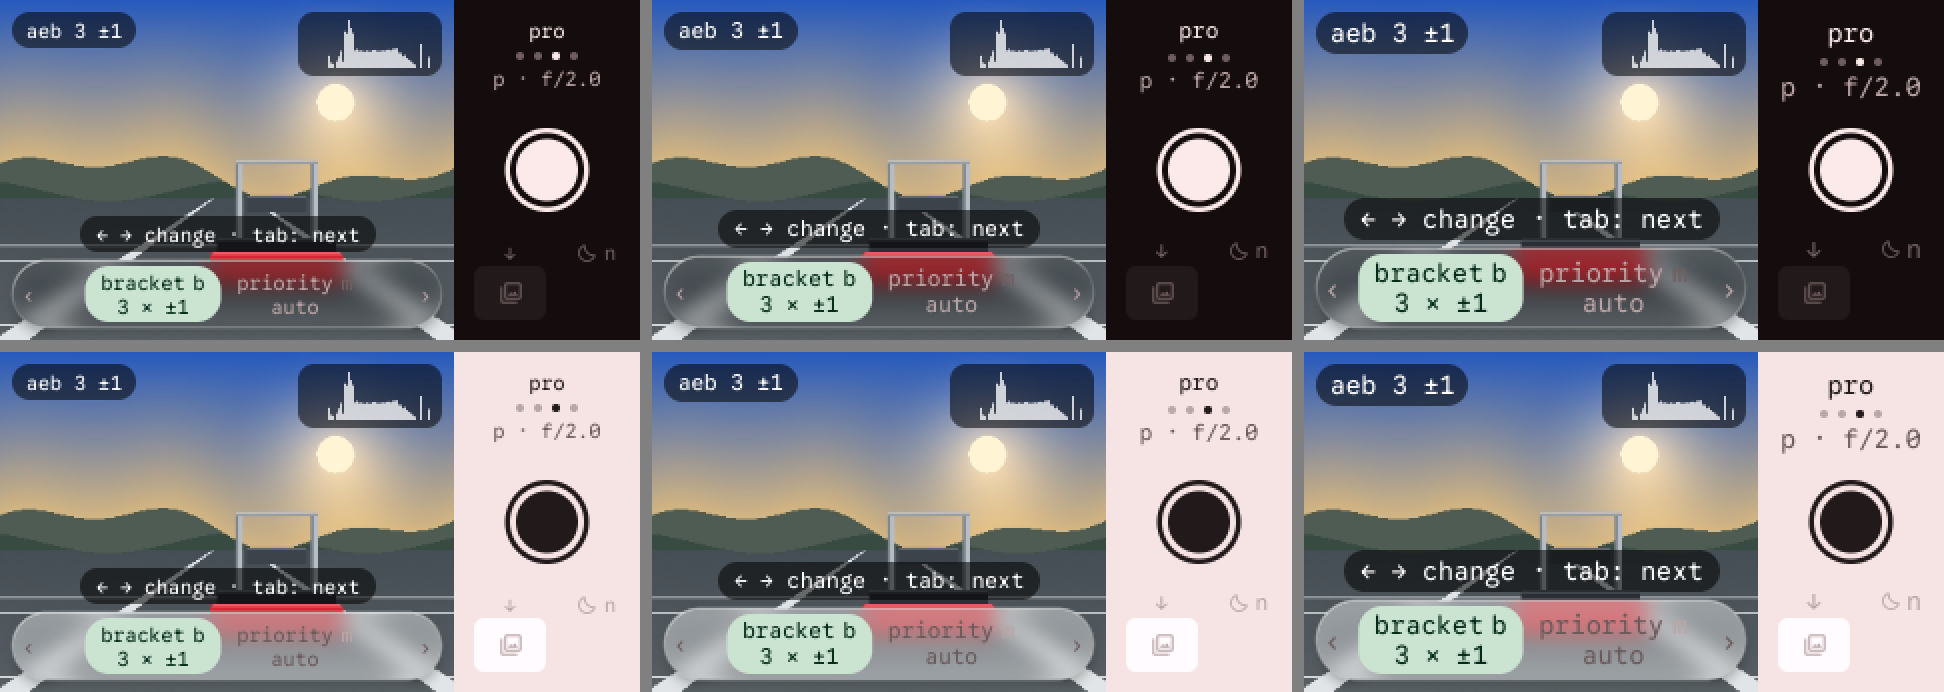 aeb 3 ±1
pro
p · f/2.0
← → change · tab: next
↓ n
‹ bracket b priority m ›
3 × ±1 auto
aeb 3 ±1
pro
p · f/2.0
← → change · tab: next
↓ n
‹ bracket b priority m ›
3 × ±1 auto
aeb 3 ±1
pro
p · f/2.0
← → change · tab: next
↓ n
‹ bracket b priority m ›
3 × ±1 auto
aeb 3 ±1
pro
p · f/2.0
← → change · tab: next
↓ n
‹ bracket b priority m ›
3 × ±1 auto
aeb 3 ±1
pro
p · f/2.0
← → change · tab: next
↓ n
‹ bracket b priority ›
3 × ±1 auto
aeb 3 ±1
pro
p · f/2.0
← → change · tab: next
↓ n
‹ bracket b priority ›
3 × ±1 auto